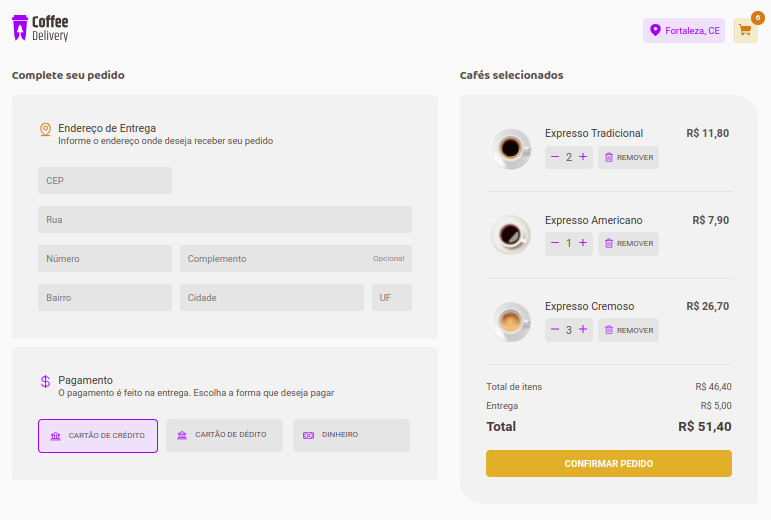 Coffee
Delivery
Fortaleza, CE
6
Complete seu pedido
Endereço de Entrega
Informe o endereço onde deseja receber seu pedido
CEP
Rua
Número
Complemento
Opcional
Bairro
Cidade
UF
Pagamento
O pagamento é feito na entrega. Escolha a forma que deseja pagar
CARTÃO DE CRÉDITO
CARTÃO DE DÉDITO
DINHEIRO
Cafés selecionados
Expresso Tradicional
R$ 11,80
2
REMOVER
Expresso Americano
R$ 7,90
1
REMOVER
Expresso Cremoso
R$ 26,70
3
REMOVER
Total de itens
R$ 46,40
Entrega
R$ 5,00
Total
R$ 51,40
CONFIRMAR PEDIDO